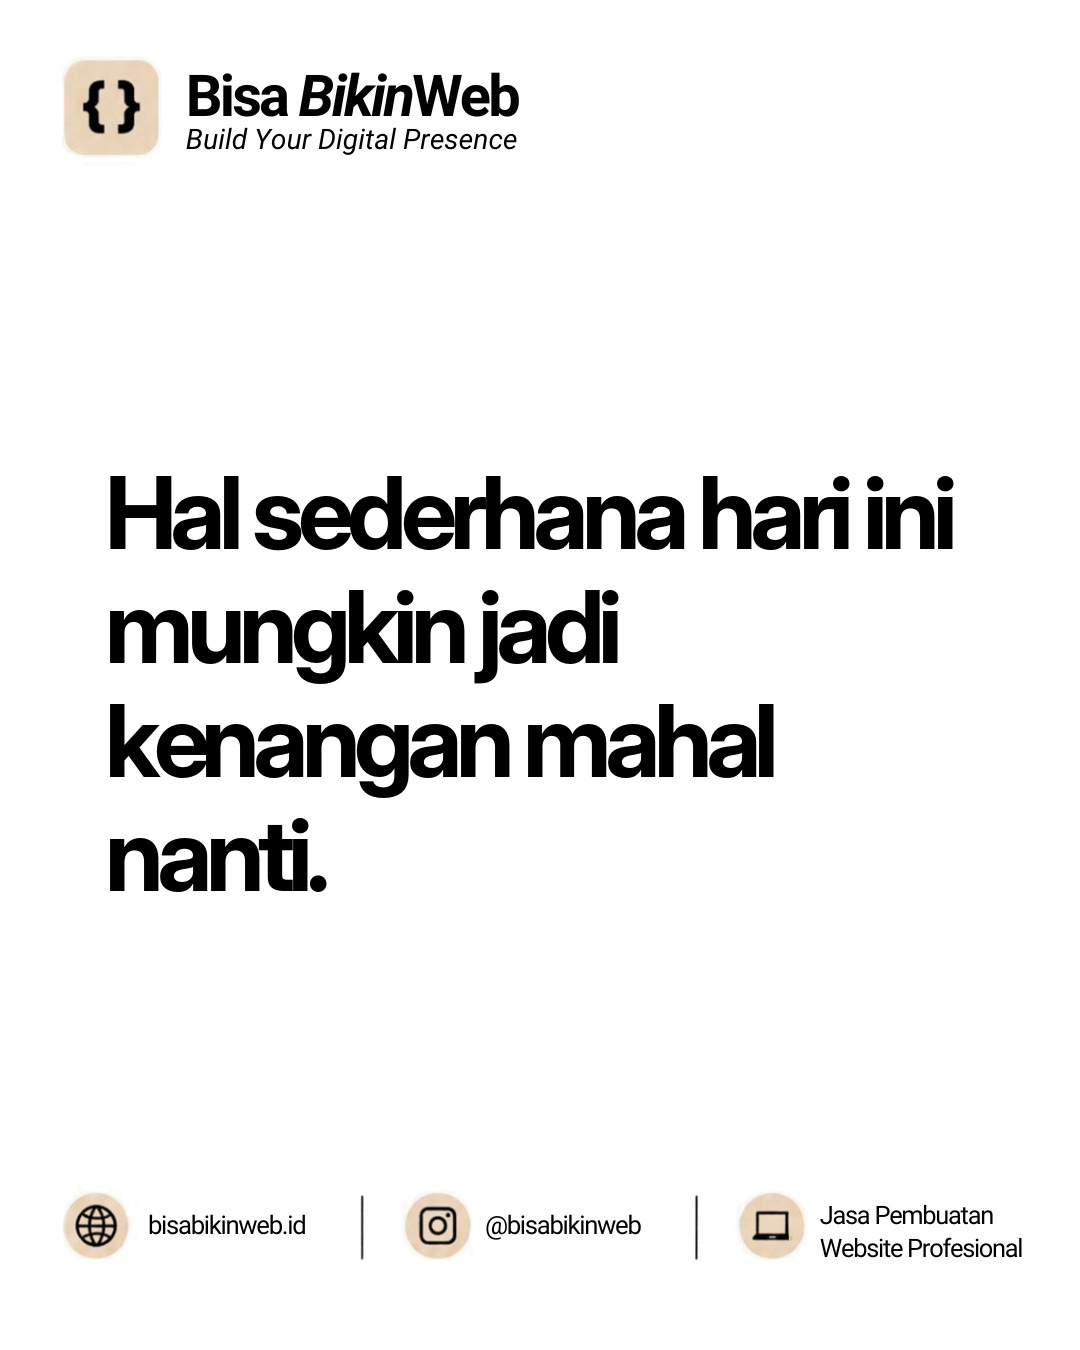 { }
Bisa BikinWeb
Build Your Digital Presence
Hal sederhana hari ini
mungkin jadi
kenangan mahal
nanti.
bisabikinweb.id
@bisabikinweb
Jasa Pembuatan
Website Profesional